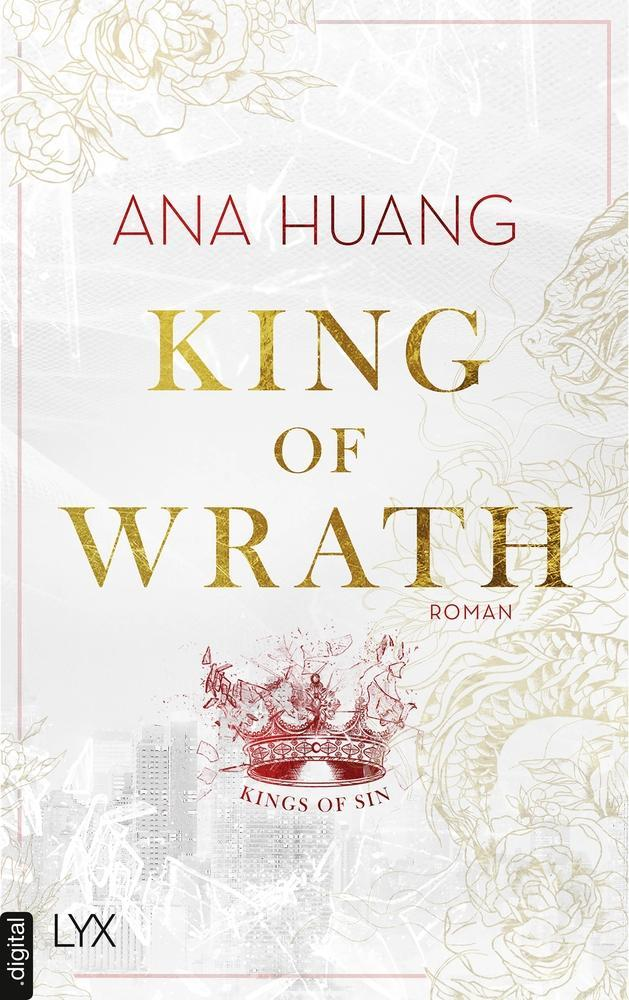 ANA HUANG
KING
OF
WRATH
ROMAN
KINGS OF SIN
.digital
LYX